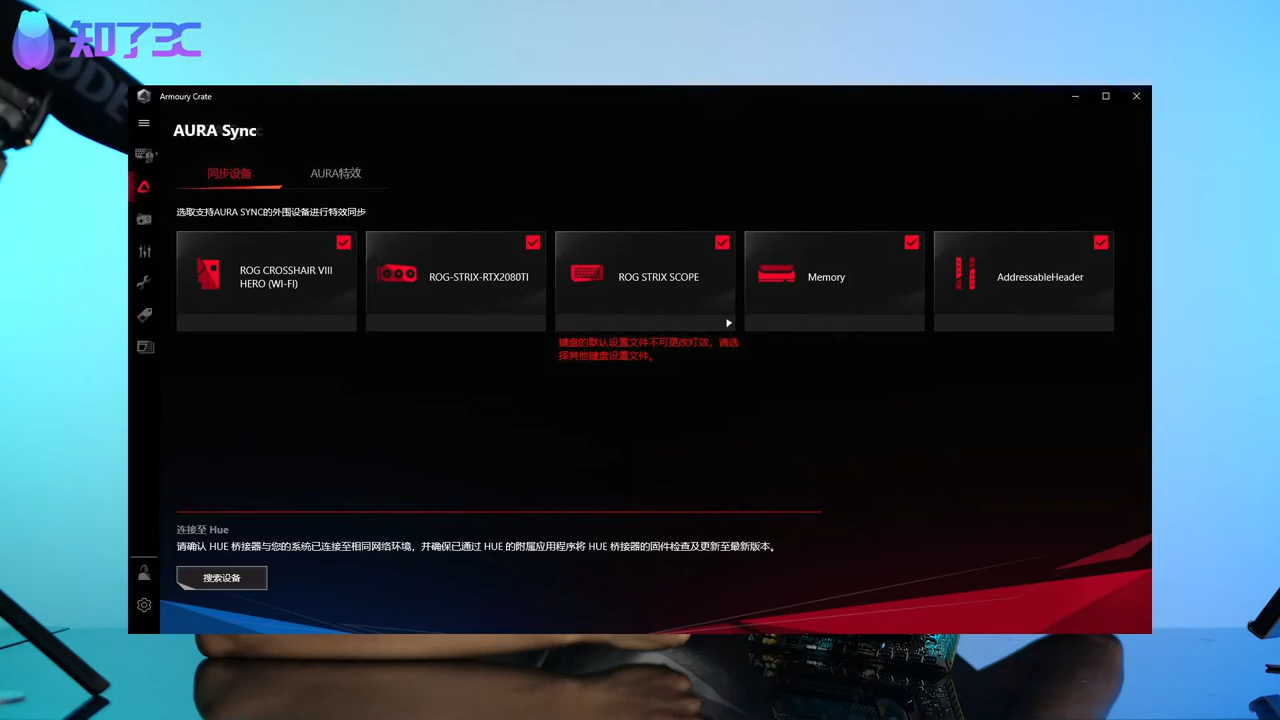 知了3C
Armoury Crate
AURA Sync
同步设备
AURA特效
选取支持AURA SYNC的外围设备进行特效同步
ROG CROSSHAIR VIII
HERO (WI-FI)
ROG-STRIX-RTX2080TI
ROG STRIX SCOPE
Memory
AddressableHeader
键盘的默认设置文件不可更改灯效，请选
择其他键盘设置文件。
连接至 Hue
请确认 HUE 桥接器与您的系统已连接至相同网络环境，并确保已通过 HUE 的附属应用程序将 HUE 桥接器的固件检查及更新至最新版本。
搜索设备